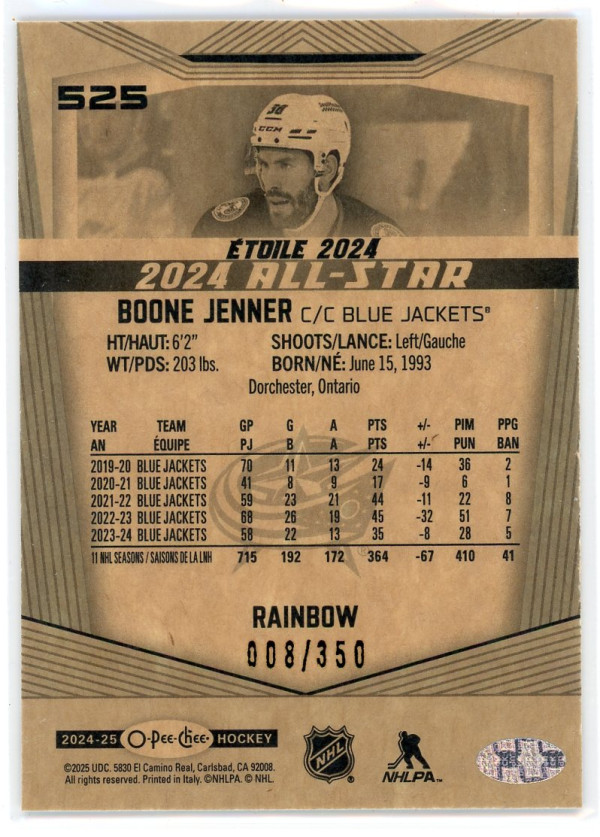 525
38
CCM
ÉTOILE 2024
2024 ALL-STAR
BOONE JENNER C/C BLUE JACKETS®
HT/HAUT: 6'2" SHOOTS/LANCE: Left/Gauche
WT/PDS: 203 lbs. BORN/NÉ: June 15, 1993
Dorchester, Ontario
YEAR TEAM GP G A PTS +/- PIM PPG
AN ÉQUIPE PJ B A PTS +/- PUN BAN
2019-20 BLUE JACKETS 70 11 13 24 -14 36 2
2020-21 BLUE JACKETS 41 8 9 17 -9 6 1
2021-22 BLUE JACKETS 59 23 21 44 -11 22 8
2022-23 BLUE JACKETS 68 26 19 45 -32 51 7
2023-24 BLUE JACKETS 58 22 13 35 -8 28 5
11 NHL SEASONS / SAISONS DE LA LNH 715 192 172 364 -67 410 41
RAINBOW
008/350
2024-25 O-Pee-Chee HOCKEY
NHL ®
NHLPA™
©2025 UDC. 5830 El Camino Real, Carlsbad, CA 92008.
All rights reserved. Printed in Italy. ©NHLPA. © NHL.